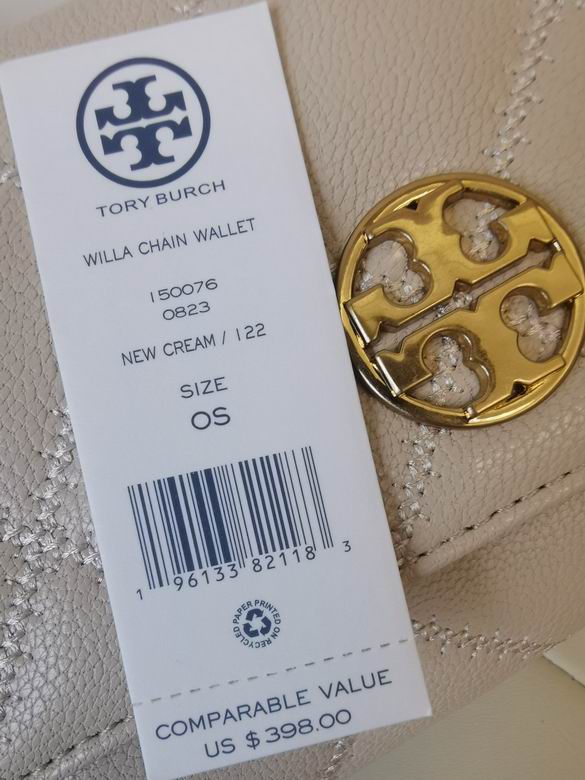 TORY BURCH
WILLA CHAIN WALLET
150076
0823
NEW CREAM / 122
SIZE
OS
1 96133 82118 3
PAPER PRINTED ON RECYCLED
COMPARABLE VALUE
US $398.00